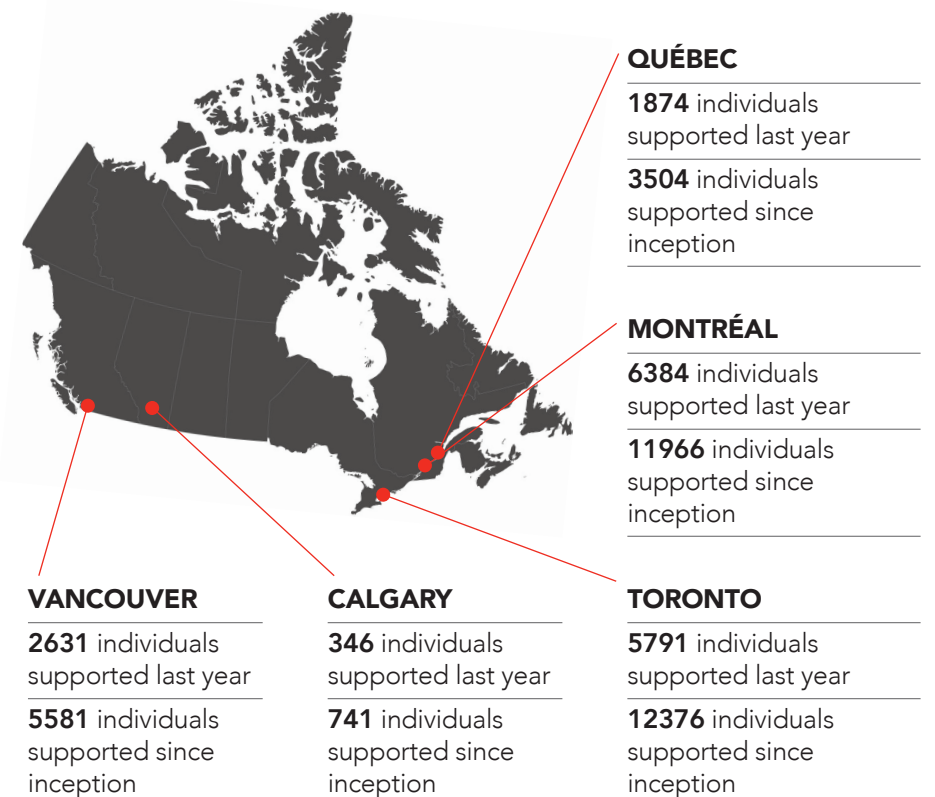 QUÉBEC
1874 individuals
supported last year
3504 individuals
supported since
inception
MONTRÉAL
6384 individuals
supported last year
11966 individuals
supported since
inception
VANCOUVER
2631 individuals
supported last year
5581 individuals
supported since
inception
CALGARY
346 individuals
supported last year
741 individuals
supported since
inception
TORONTO
5791 individuals
supported last year
12376 individuals
supported since
inception